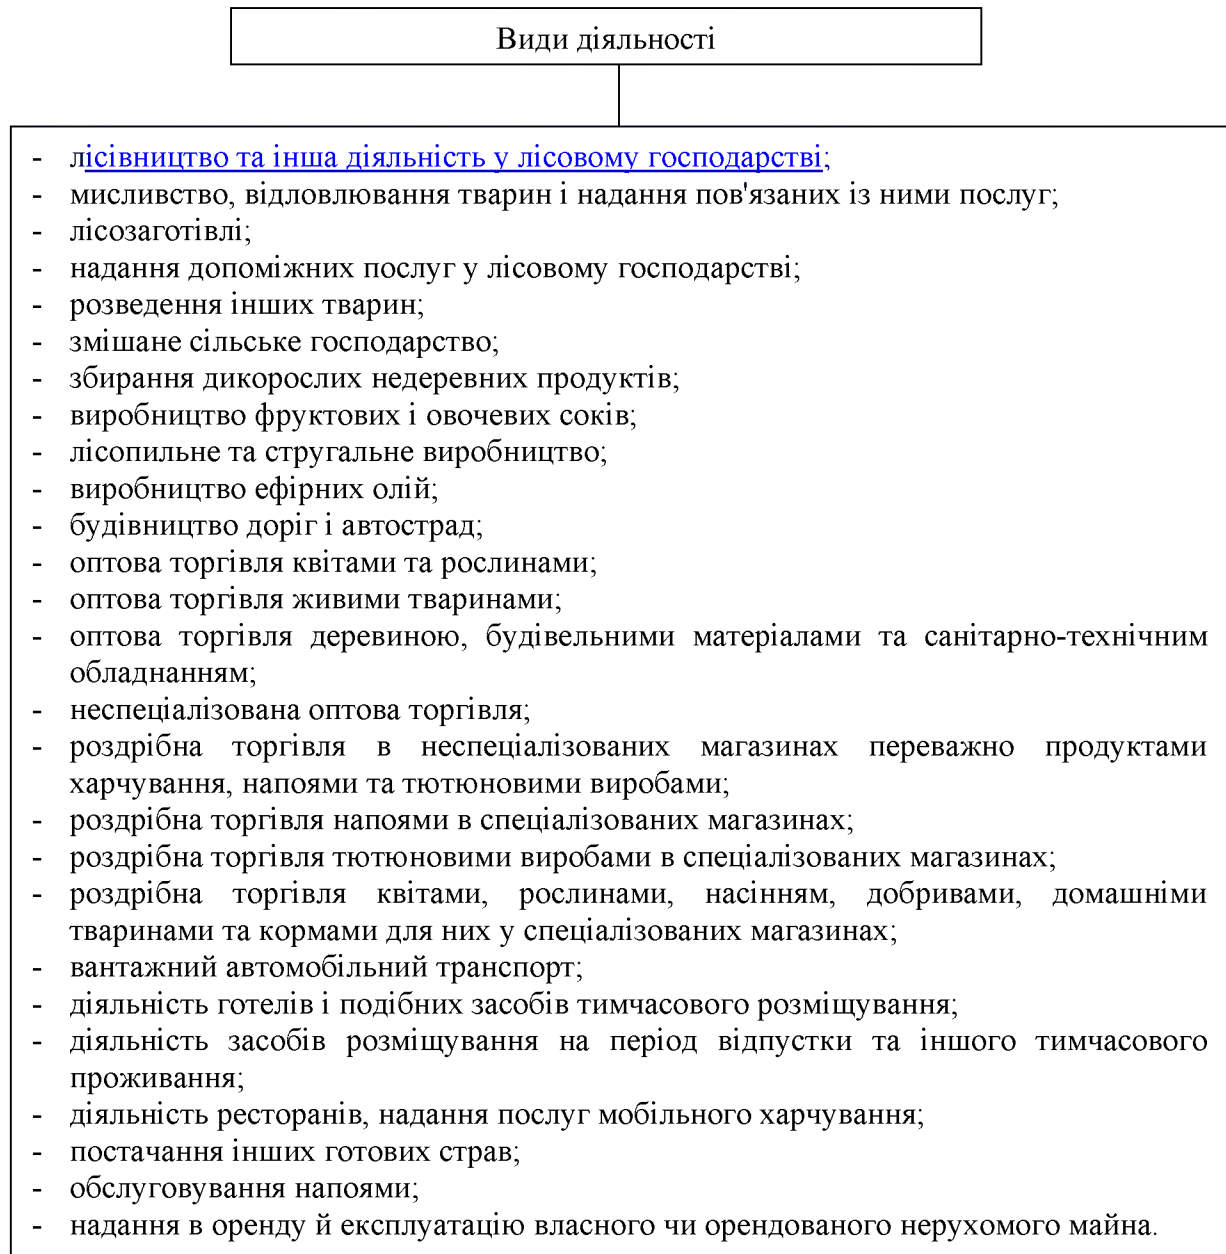 Види діяльності
- лісівництво та інша діяльність у лісовому господарстві;
- мисливство, відловлювання тварин і надання пов'язаних із ними послуг;
- лісозаготівлі;
- надання допоміжних послуг у лісовому господарстві;
- розведення інших тварин;
- змішане сільське господарство;
- збирання дикорослих недеревних продуктів;
- виробництво фруктових і овочевих соків;
- лісопильне та стругальне виробництво;
- виробництво ефірних олій;
- будівництво доріг і автострад;
- оптова торгівля квітами та рослинами;
- оптова торгівля живими тваринами;
- оптова торгівля деревиною, будівельними матеріалами та санітарно-технічним
обладнанням;
- неспеціалізована оптова торгівля;
- роздрібна торгівля в неспеціалізованих магазинах переважно продуктами
харчування, напоями та тютюновими виробами;
- роздрібна торгівля напоями в спеціалізованих магазинах;
- роздрібна торгівля тютюновими виробами в спеціалізованих магазинах;
- роздрібна торгівля квітами, рослинами, насінням, добривами, домашніми
тваринами та кормами для них у спеціалізованих магазинах;
- вантажний автомобільний транспорт;
- діяльність готелів і подібних засобів тимчасового розміщування;
- діяльність засобів розміщування на період відпустки та іншого тимчасового
проживання;
- діяльність ресторанів, надання послуг мобільного харчування;
- постачання інших готових страв;
- обслуговування напоями;
- надання в оренду й експлуатацію власного чи орендованого нерухомого майна.